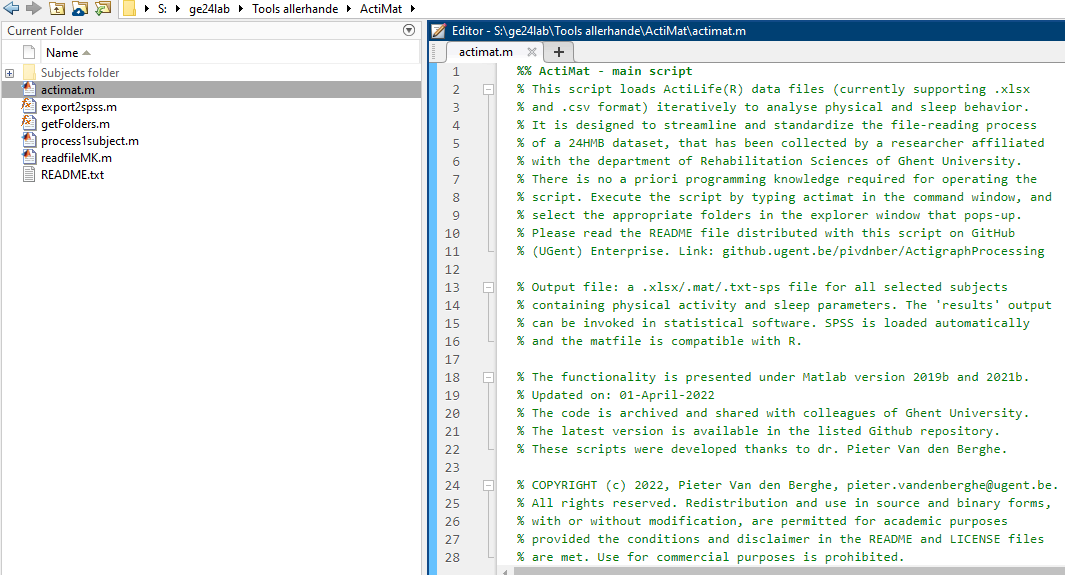 S: ▸ ge24lab ▸ Tools allerhande ▸ ActiMat ▸
Current Folder
Name
Subjects folder
actimat.m
export2spss.m
getFolders.m
process1subject.m
readfileMK.m
README.txt
Editor - S:\ge24lab\Tools allerhande\ActiMat\actimat.m
actimat.m × +
1 %% ActiMat - main script
2 % This script loads ActiLife(R) data files (currently supporting .xlsx
3 % and .csv format) iteratively to analyse physical and sleep behavior.
4 % It is designed to streamline and standardize the file-reading process
5 % of a 24HMB dataset, that has been collected by a researcher affiliated
6 % with the department of Rehabilitation Sciences of Ghent University.
7 % There is no a priori programming knowledge required for operating the
8 % script. Execute the script by typing actimat in the command window, and
9 % select the appropriate folders in the explorer window that pops-up.
10 % Please read the README file distributed with this script on GitHub
11 % (UGent) Enterprise. Link: github.ugent.be/pivdnber/ActigraphProcessing
12
13 % Output file: a .xlsx/.mat/.txt-sps file for all selected subjects
14 % containing physical activity and sleep parameters. The 'results' output
15 % can be invoked in statistical software. SPSS is loaded automatically
16 % and the matfile is compatible with R.
17
18 % The functionality is presented under Matlab version 2019b and 2021b.
19 % Updated on: 01-April-2022
20 % The code is archived and shared with colleagues of Ghent University.
21 % The latest version is available in the listed Github repository.
22 % These scripts were developed thanks to dr. Pieter Van den Berghe.
23
24 % COPYRIGHT (c) 2022, Pieter Van den Berghe, pieter.vandenberghe@ugent.be.
25 % All rights reserved. Redistribution and use in source and binary forms,
26 % with or without modification, are permitted for academic purposes
27 % provided the conditions and disclaimer in the README and LICENSE files
28 % are met. Use for commercial purposes is prohibited.